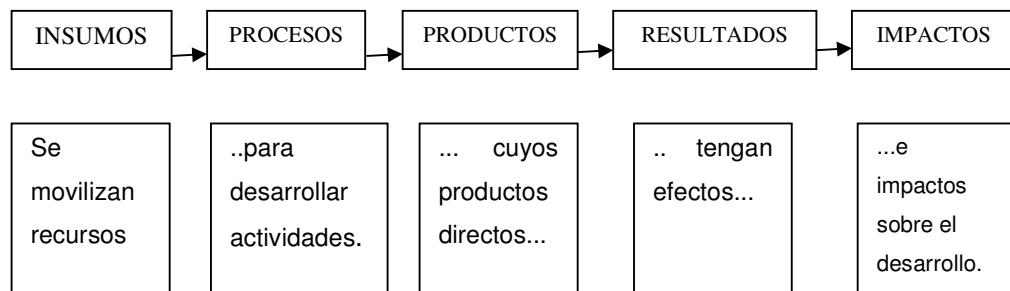 INSUMOS
PROCESOS
PRODUCTOS
RESULTADOS
IMPACTOS
Se
movilizan
recursos
..para
desarrollar
actividades.
... cuyos
productos
directos...
.. tengan
efectos...
...e
impactos
sobre el
desarrollo.